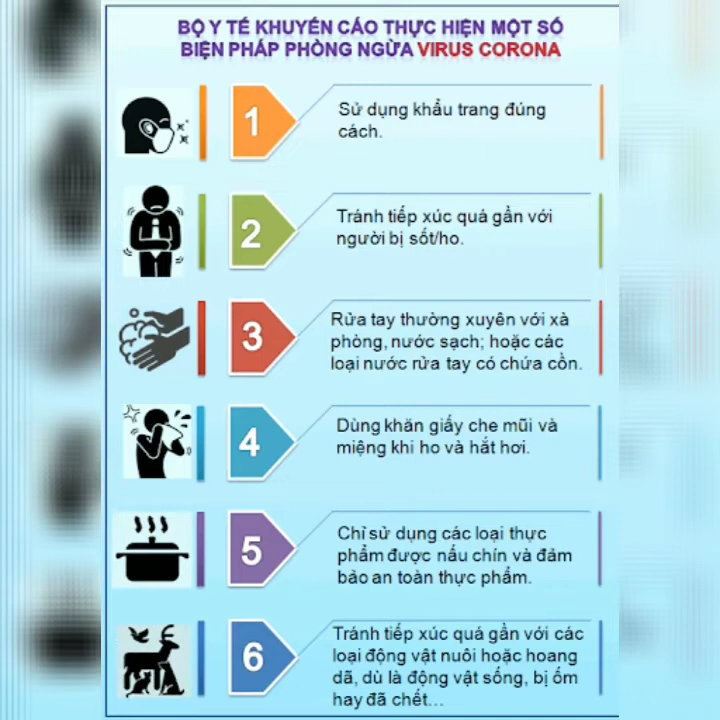 BỘ Y TẾ KHUYẾN CÁO THỰC HIỆN MỘT SỐ
BIỆN PHÁP PHÒNG NGỪA VIRUS CORONA
1
Sử dụng khẩu trang đúng
cách.
2
Tránh tiếp xúc quá gần với
người bị sốt/ho.
3
Rửa tay thường xuyên với xà
phòng, nước sạch; hoặc các
loại nước rửa tay có chứa cồn.
4
Dùng khăn giấy che mũi và
miệng khi ho và hắt hơi.
5
Chỉ sử dụng các loại thực
phẩm được nấu chín và đảm
bảo an toàn thực phẩm.
6
Tránh tiếp xúc quá gần với các
loại động vật nuôi hoặc hoang
dã, dù là động vật sống, bị ốm
hay đã chết...